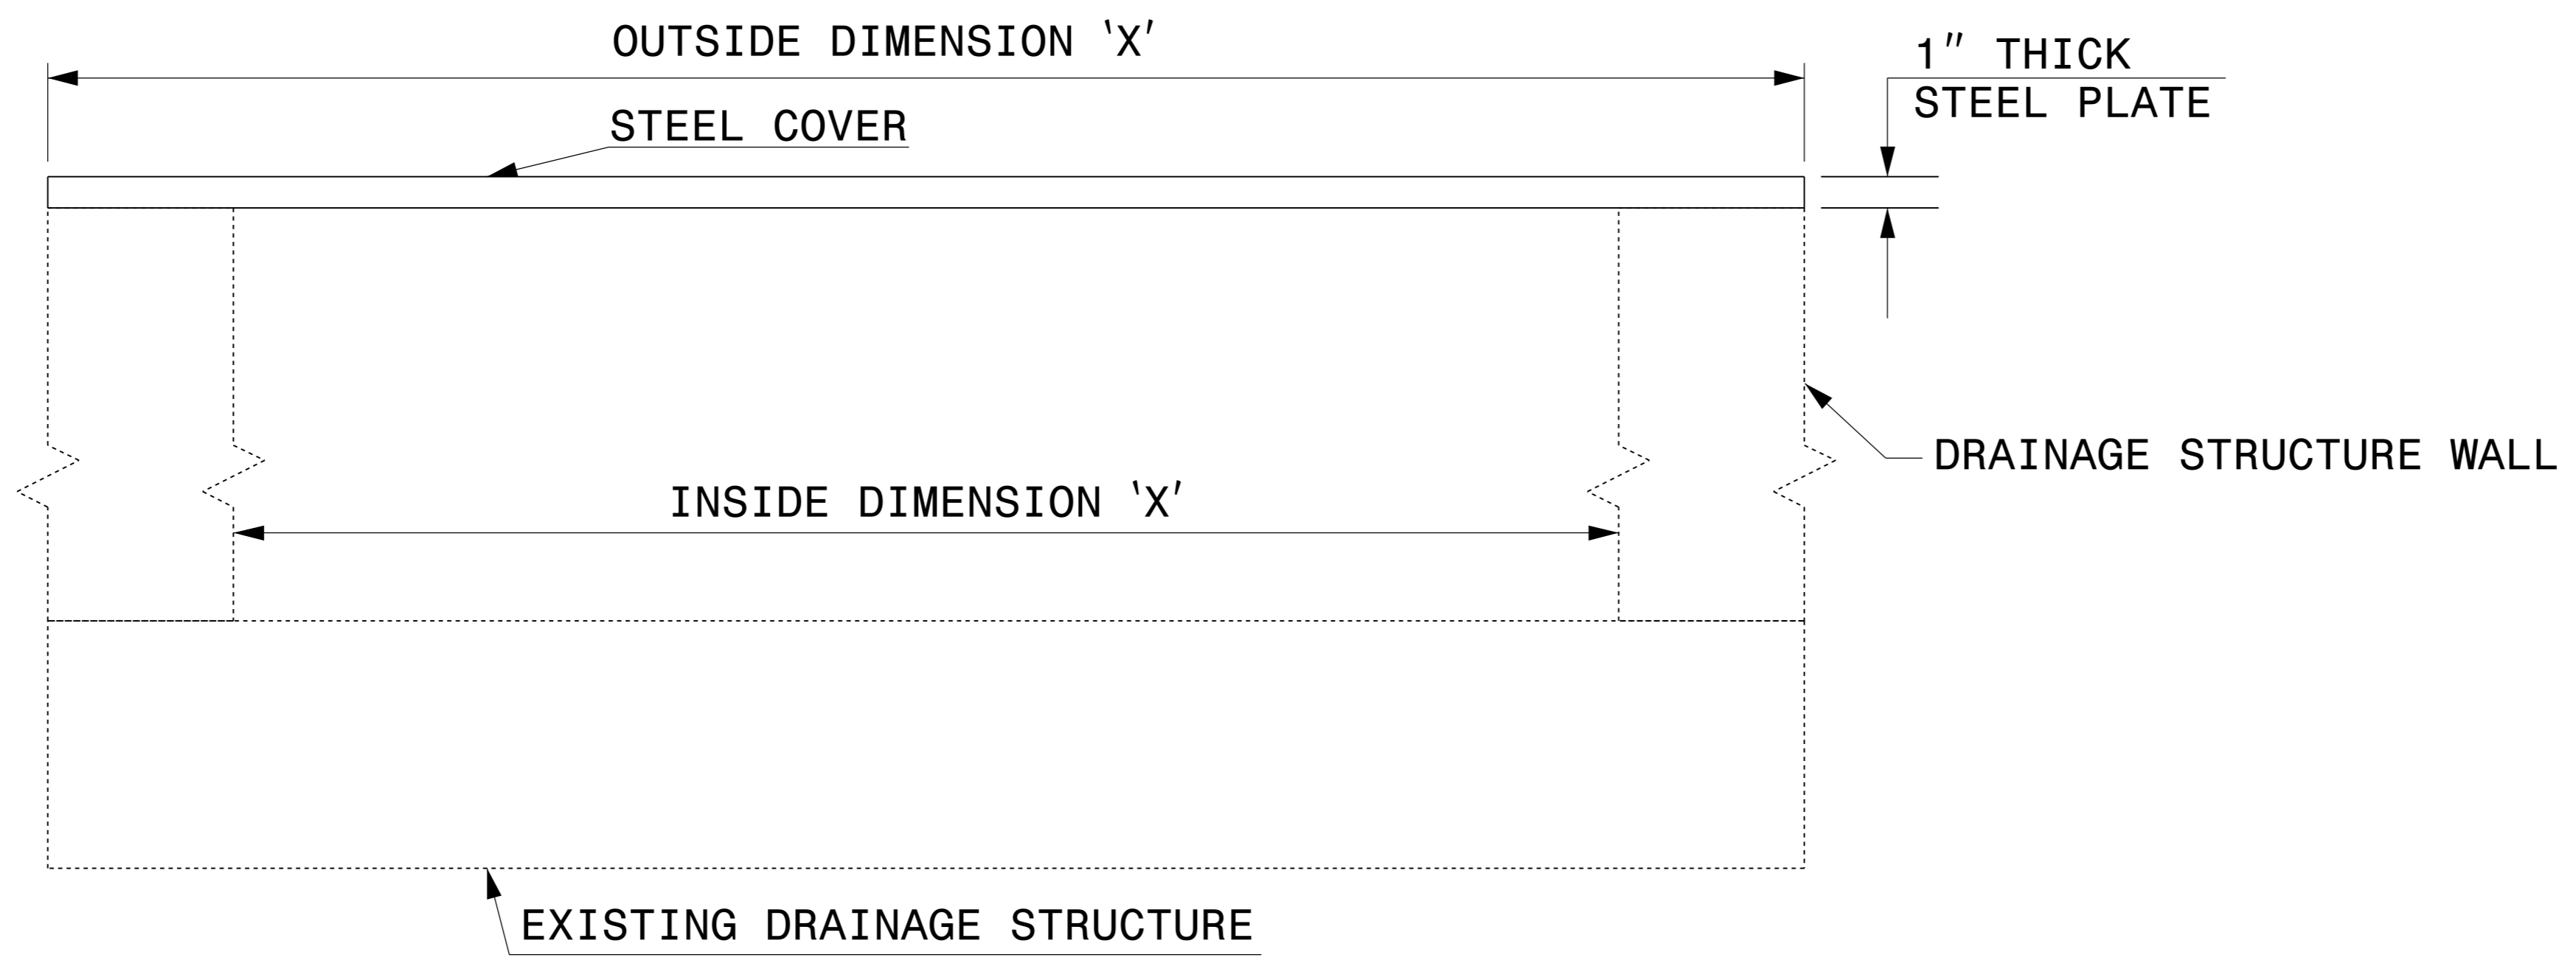 OUTSIDE DIMENSION 'X'
1" THICK
STEEL PLATE
STEEL COVER
DRAINAGE STRUCTURE WALL
INSIDE DIMENSION 'X'
EXISTING DRAINAGE STRUCTURE